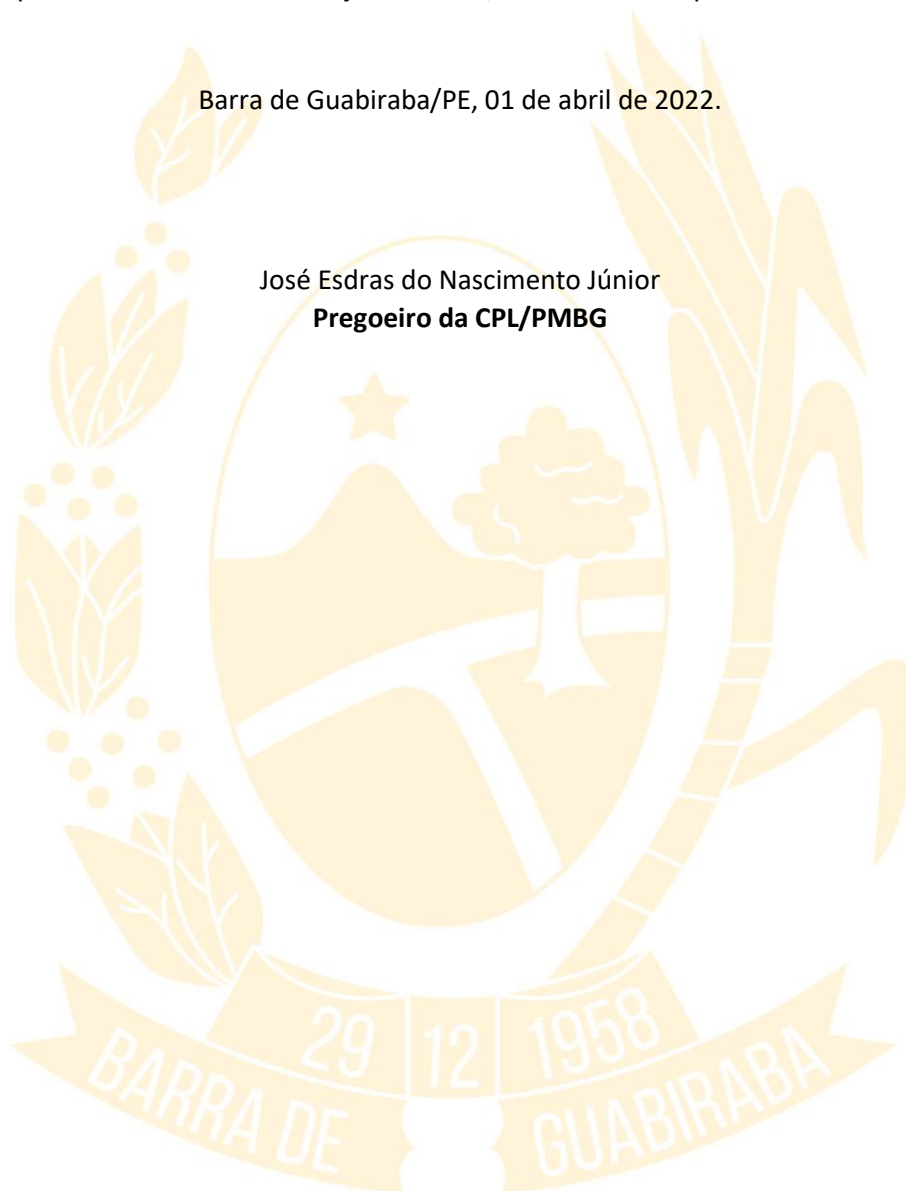 Barra de Guabiraba/PE, 01 de abril de 2022.
José Esdras do Nascimento Júnior
Pregoeiro da CPL/PMBG
29 12 1958
BARRA DE GUABIRABA